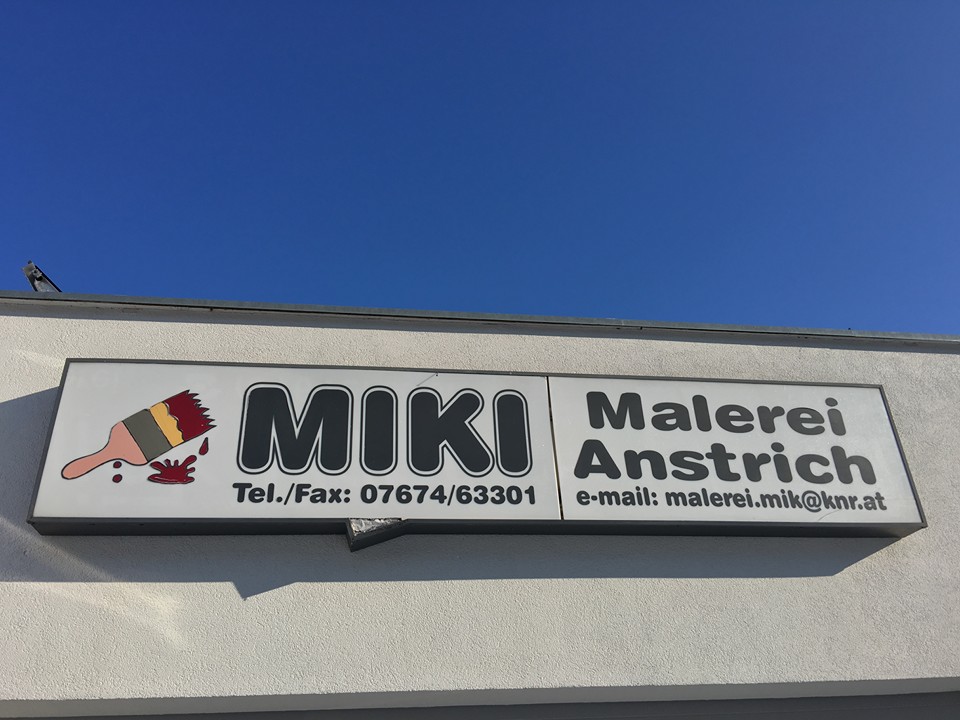 MIKI
Tel./Fax: 07674/63301
Malerei
Anstrich
e-mail: malerei.mik@knr.at